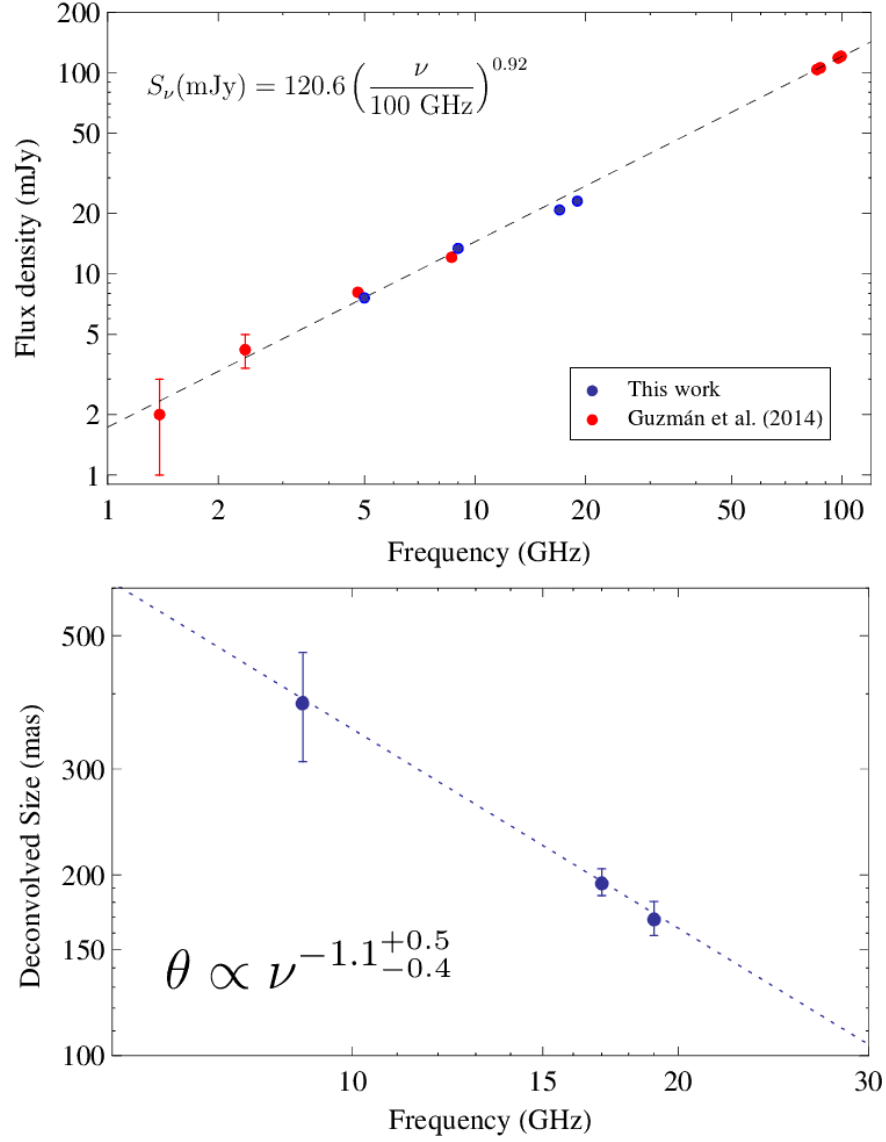 200
100
50
20
10
5
2
1
Flux density (mJy)
S_ν(mJy) = 120.6 (ν / 100 GHz)^0.92
This work
Guzmán et al. (2014)
1 2 5 10 20 50 100
Frequency (GHz)
500
300
200
150
100
Deconvolved Size (mas)
θ ∝ ν^−1.1 +0.5 −0.4
10 15 20 30
Frequency (GHz)